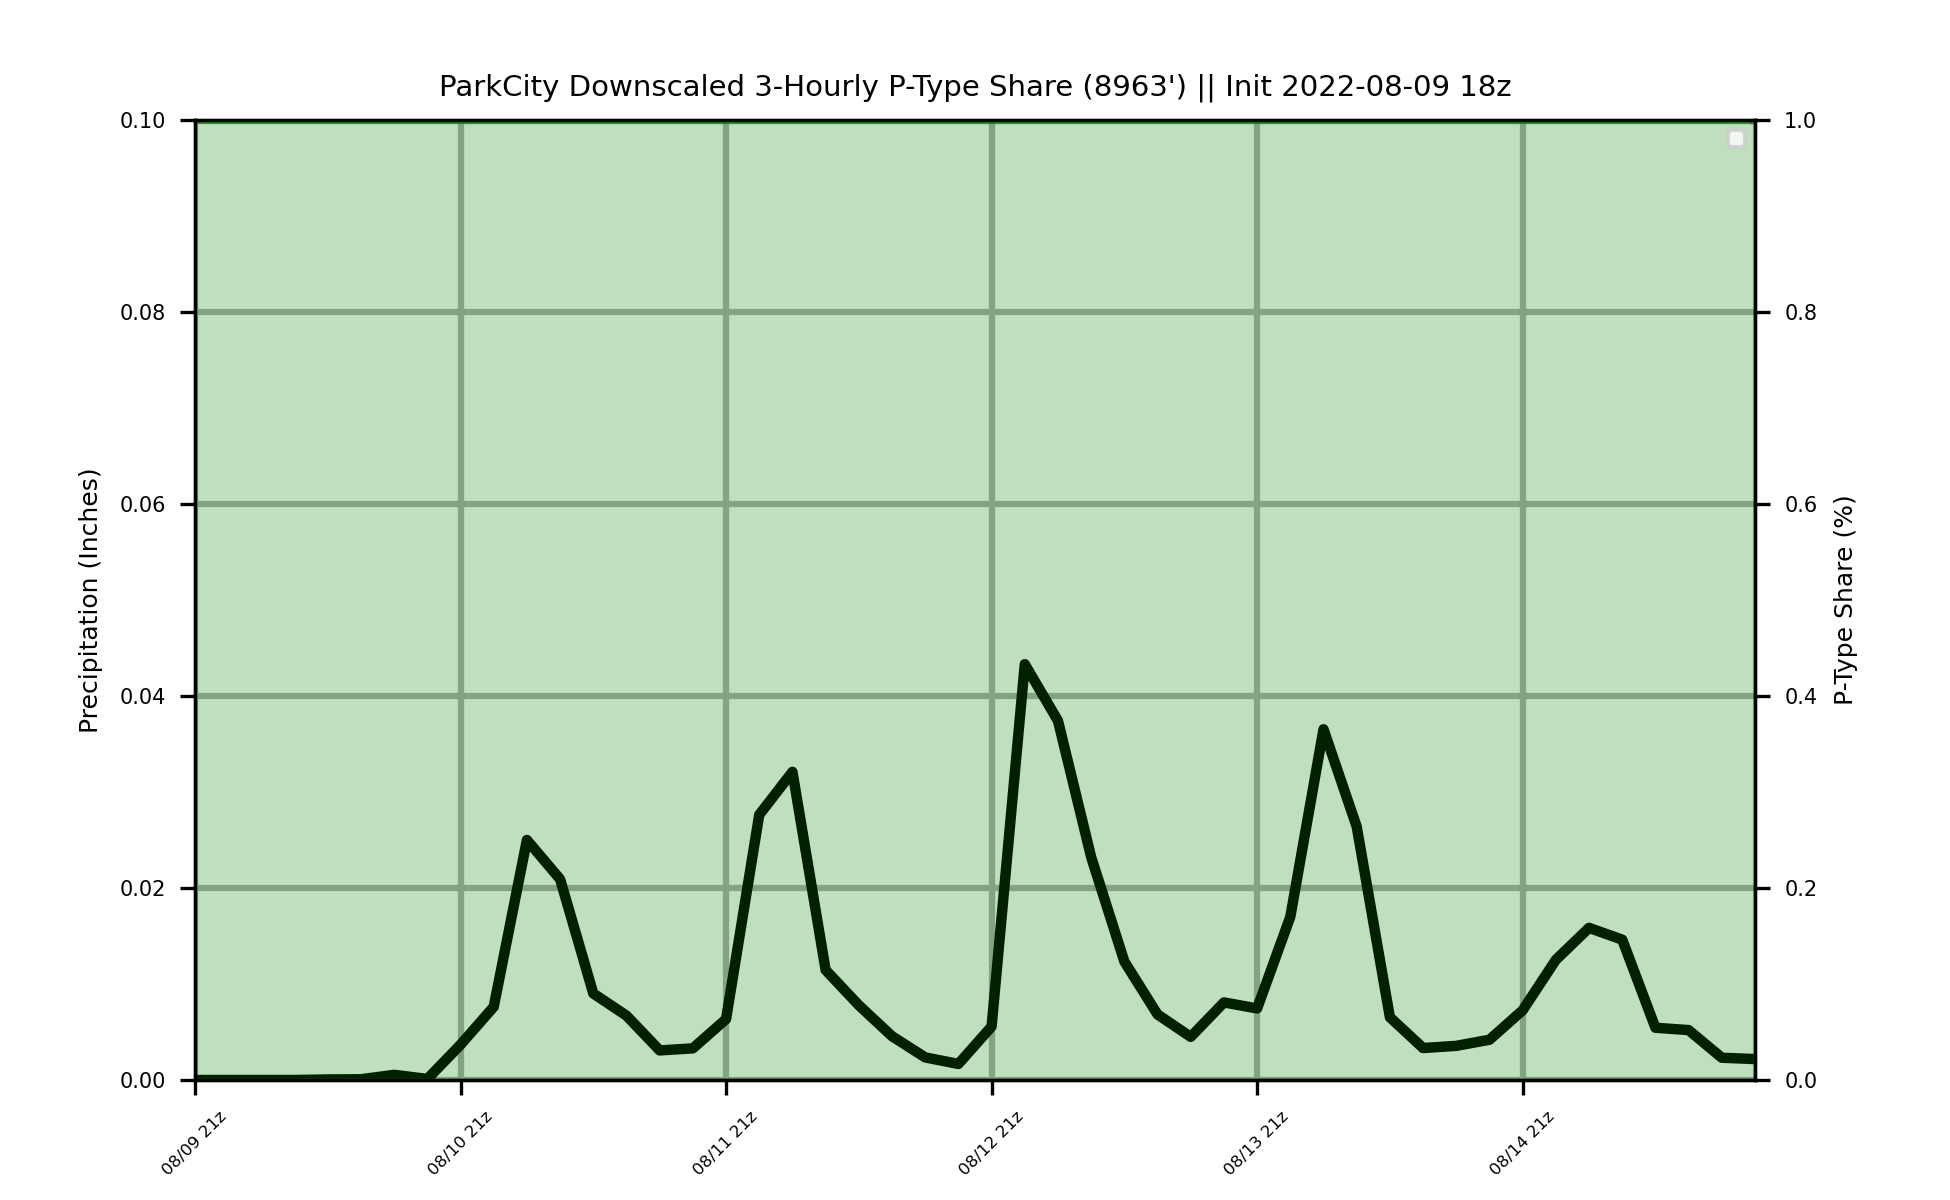 ParkCity Downscaled 3-Hourly P-Type Share (8963') || Init 2022-08-09 18z
0.10
0.08
0.06
0.04
0.02
0.00
Precipitation (Inches)
1.0
0.8
0.6
0.4
0.2
0.0
P-Type Share (%)
08/09 21z
08/10 21z
08/11 21z
08/12 21z
08/13 21z
08/14 21z